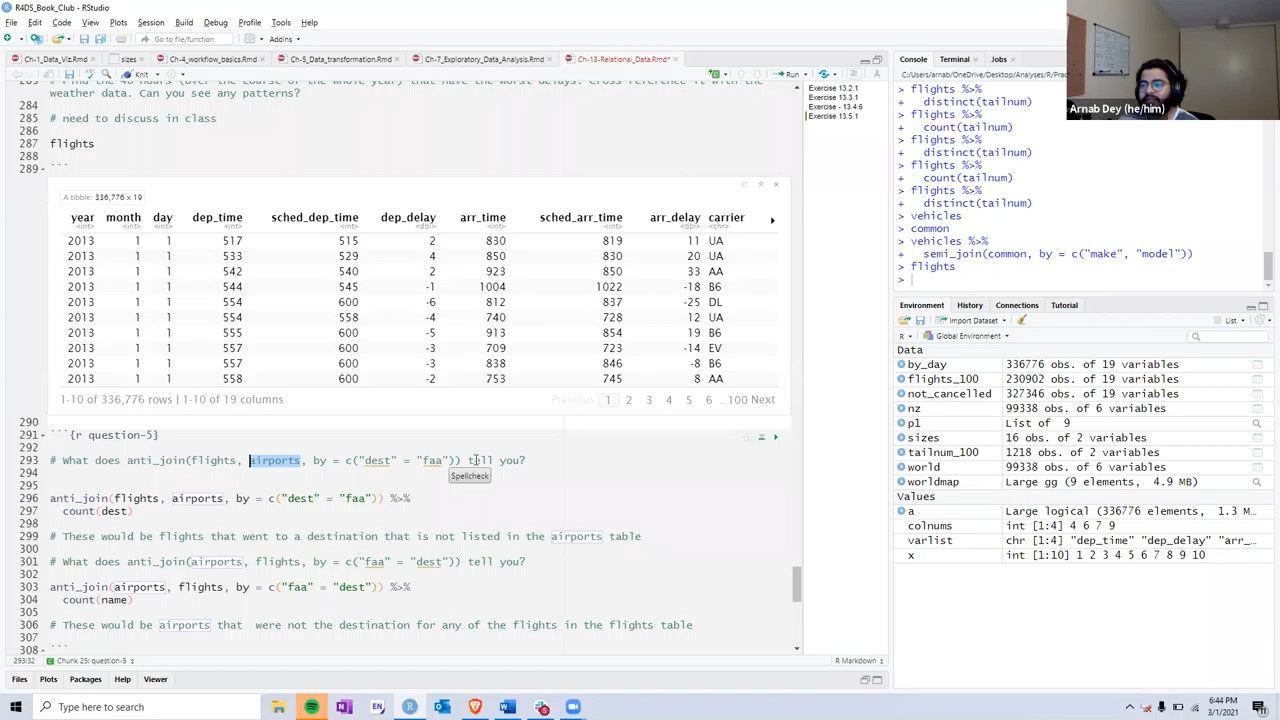 R4DS_Book_Club - RStudio
File Edit Code View Plots Session Build Debug Profile Tools Help
Go to file/function
Addins
Ch-1_Data_Viz.Rmd
sizes
Ch-4_workflow_basics.Rmd
Ch-5_Data_transformation.Rmd
Ch-7_Exploratory_Data_Analysis.Rmd
Ch-13-Relational_Data.Rmd*
Knit
Run
weather data. Can you see any patterns?
284
285 # need to discuss in class
286
287 flights
288
289 ```
A tibble: 336,776 x 19
year month day dep_time sched_dep_time dep_delay arr_time sched_arr_time arr_delay carrier
<int> <int> <int> <int> <int> <dbl> <int> <int> <dbl> <chr>
2013 1 1 517 515 2 830 819 11 UA
2013 1 1 533 529 4 850 830 20 UA
2013 1 1 542 540 2 923 850 33 AA
2013 1 1 544 545 -1 1004 1022 -18 B6
2013 1 1 554 600 -6 812 837 -25 DL
2013 1 1 554 558 -4 740 728 12 UA
2013 1 1 555 600 -5 913 854 19 B6
2013 1 1 557 600 -3 709 723 -14 EV
2013 1 1 557 600 -3 838 846 -8 B6
2013 1 1 558 600 -2 753 745 8 AA
1-10 of 336,776 rows | 1-10 of 19 columns
Previous 1 2 3 4 5 6 ... 100 Next
290
291 ```{r question-5}
292
293 # What does anti_join(flights, airports, by = c("dest" = "faa")) tell you?
Spellcheck
295
296 anti_join(flights, airports, by = c("dest" = "faa")) %>%
297 count(dest)
298
299 # These would be flights that went to a destination that is not listed in the airports table
300
301 # What does anti_join(airports, flights, by = c("faa" = "dest")) tell you?
302
303 anti_join(airports, flights, by = c("faa" = "dest")) %>%
304 count(name)
305
306 # These would be airports that were not the destination for any of the flights in the flights table
307
308 ```
293:32 Chunk 25: question-5
R Markdown
Files Plots Packages Help Viewer
Exercise 13.2.1
Exercise 13.3.1
Exercise - 13.4.6
Exercise 13.5.1
Console Terminal Jobs
C:/Users/arnab/OneDrive/Desktop/Analyses/R/Prac
> flights %>%
+ distinct(tailnum)
> flights %>%
+ count(tailnum)
> flights %>%
+ distinct(tailnum)
> flights %>%
+ count(tailnum)
> flights %>%
+ distinct(tailnum)
> vehicles
> common
> vehicles %>%
+ semi_join(common, by = c("make", "model"))
> flights
>
Arnab Dey (he/him)
Environment History Connections Tutorial
Import Dataset
List
R Global Environment
Data
by_day 336776 obs. of 19 variables
flights_100 230902 obs. of 19 variables
not_cancelled 327346 obs. of 19 variables
nz 99338 obs. of 6 variables
p1 List of 9
sizes 16 obs. of 2 variables
tailnum_100 1218 obs. of 2 variables
world 99338 obs. of 6 variables
worldmap Large gg (9 elements, 4.9 MB)
Values
a Large logical (336776 elements, 1.3 M…
colnums int [1:4] 4 6 7 9
varlist chr [1:4] "dep_time" "dep_delay" "arr_…
x int [1:10] 1 2 3 4 5 6 7 8 9 10
Type here to search
6:44 PM
3/1/2021